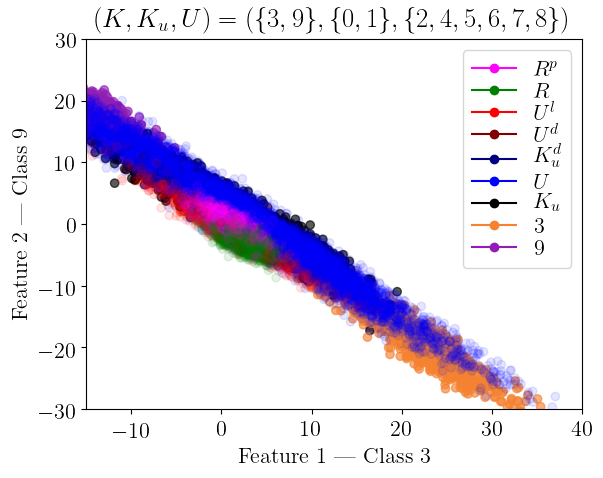 (K, K_u, U) = ({3, 9}, {0, 1}, {2, 4, 5, 6, 7, 8})
30
20
10
0
−10
−20
−30
Feature 2 — Class 9
R^p
R
U^l
U^d
K_u^d
U
K_u
3
9
−10
0
10
20
30
40
Feature 1 — Class 3